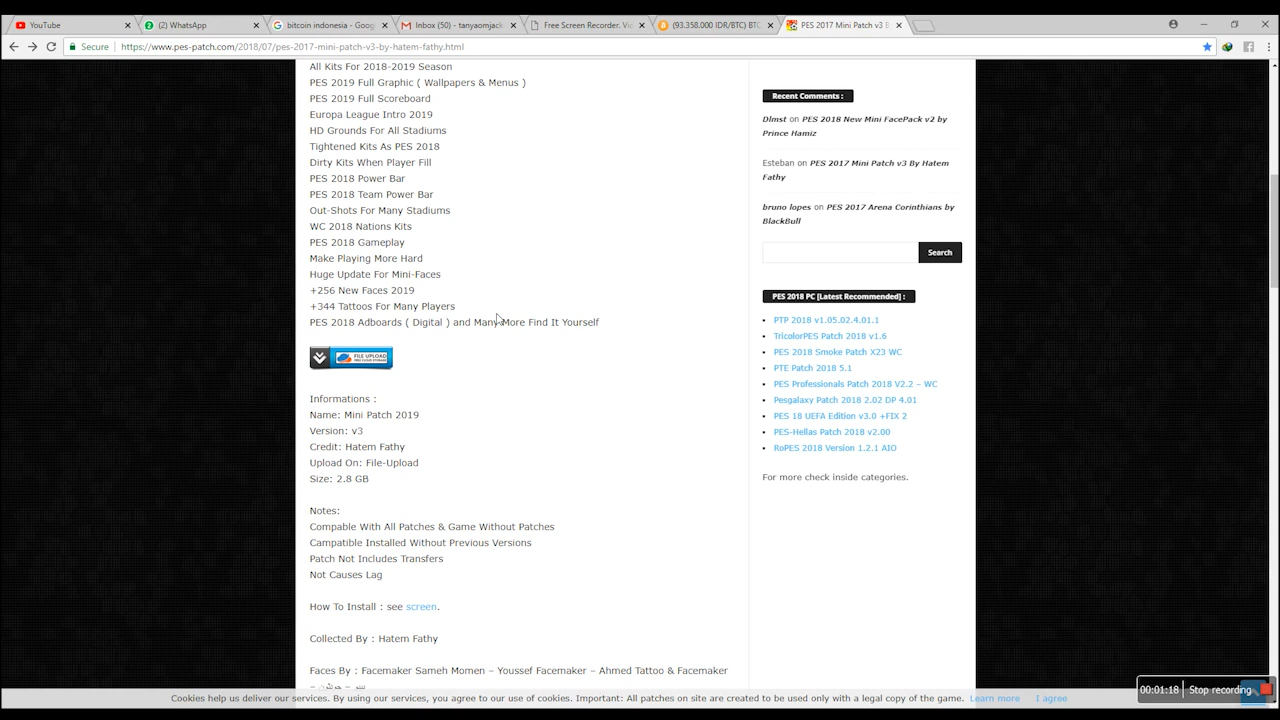 YouTube
(2) WhatsApp
bitcoin indonesia - Goog
Inbox (50) - tanyaomjack
Free Screen Recorder. Vi
(93.358.000 IDR/BTC) BTC
PES 2017 Mini Patch v3 B
Secure
https://www.pes-patch.com/2018/07/pes-2017-mini-patch-v3-by-hatem-fathy.html
All Kits For 2018-2019 Season
PES 2019 Full Graphic ( Wallpapers & Menus )
PES 2019 Full Scoreboard
Europa League Intro 2019
HD Grounds For All Stadiums
Tightened Kits As PES 2018
Dirty Kits When Player Fill
PES 2018 Power Bar
PES 2018 Team Power Bar
Out-Shots For Many Stadiums
WC 2018 Nations Kits
PES 2018 Gameplay
Make Playing More Hard
Huge Update For Mini-Faces
+256 New Faces 2019
+344 Tattoos For Many Players
PES 2018 Adboards ( Digital ) and Many More Find It Yourself
FILE UPLOAD
FREE CLOUD STORAGE
Informations :
Name: Mini Patch 2019
Version: v3
Credit: Hatem Fathy
Upload On: File-Upload
Size: 2.8 GB
Notes:
Compable With All Patches & Game Without Patches
Campatible Installed Without Previous Versions
Patch Not Includes Transfers
Not Causes Lag
How To Install : see screen.
Collected By : Hatem Fathy
Faces By : Facemaker Sameh Momen – Youssef Facemaker – Ahmed Tattoo & Facemaker
Recent Comments :
Dlmst on PES 2018 New Mini FacePack v2 by
Prince Hamiz
Esteban on PES 2017 Mini Patch v3 By Hatem
Fathy
bruno lopes on PES 2017 Arena Corinthians by
BlackBull
Search
PES 2018 PC [Latest Recommended] :
PTP 2018 v1.05.02.4.01.1
TricolorPES Patch 2018 v1.6
PES 2018 Smoke Patch X23 WC
PTE Patch 2018 5.1
PES Professionals Patch 2018 V2.2 – WC
Pesgalaxy Patch 2018 2.02 DP 4.01
PES 18 UEFA Edition v3.0 +FIX 2
PES-Hellas Patch 2018 v2.00
RoPES 2018 Version 1.2.1 AIO
For more check inside categories.
Cookies help us deliver our services. By using our services, you agree to our use of cookies. Important: All patches on site are created to be used only with a legal copy of the game. Learn more I agree
00:01:18 Stop recording